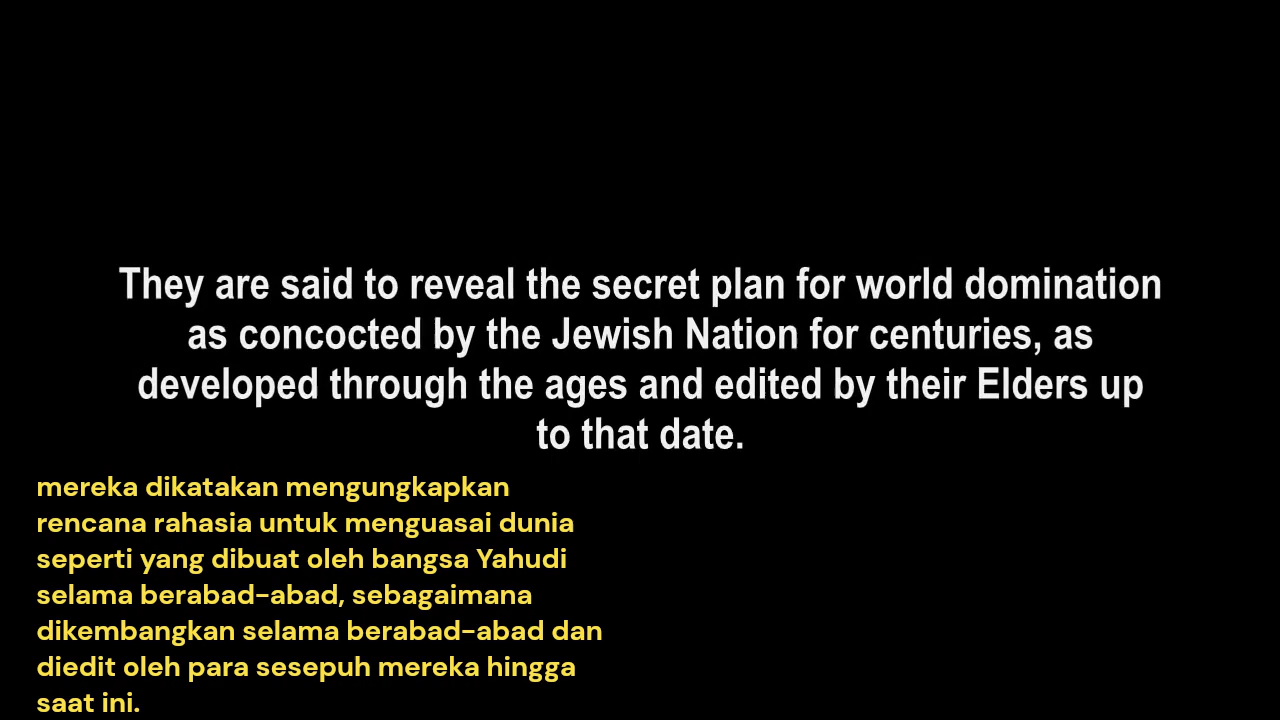 They are said to reveal the secret plan for world domination
as concocted by the Jewish Nation for centuries, as
developed through the ages and edited by their Elders up
to that date.
mereka dikatakan mengungkapkan
rencana rahasia untuk menguasai dunia
seperti yang dibuat oleh bangsa Yahudi
selama berabad-abad, sebagaimana
dikembangkan selama berabad-abad dan
diedit oleh para sesepuh mereka hingga
saat ini.